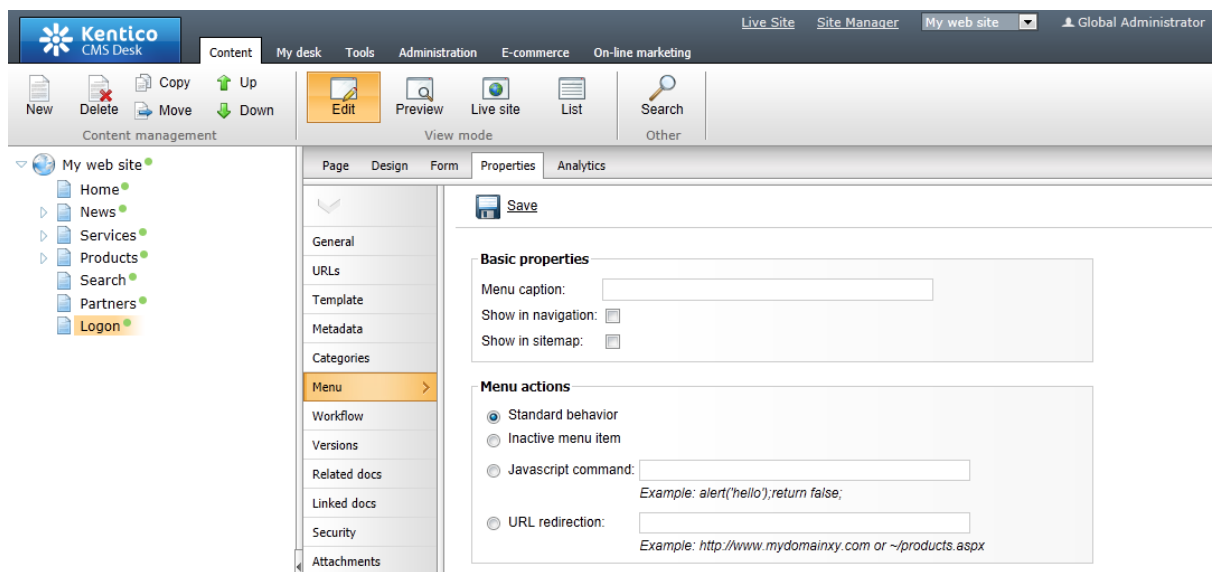 Live Site Site Manager My web site Global Administrator
Kentico
CMS Desk
Content My desk Tools Administration E-commerce On-line marketing
New Delete Copy Move Up Down
Content management
Edit Preview Live site List
View mode
Search
Other
My web site
Home
News
Services
Products
Search
Partners
Logon
Page Design Form Properties Analytics
General
URLs
Template
Metadata
Categories
Menu
Workflow
Versions
Related docs
Linked docs
Security
Attachments
Save
Basic properties
Menu caption:
Show in navigation:
Show in sitemap:
Menu actions
Standard behavior
Inactive menu item
Javascript command:
Example: alert('hello');return false;
URL redirection:
Example: http://www.mydomainxy.com or ~/products.aspx